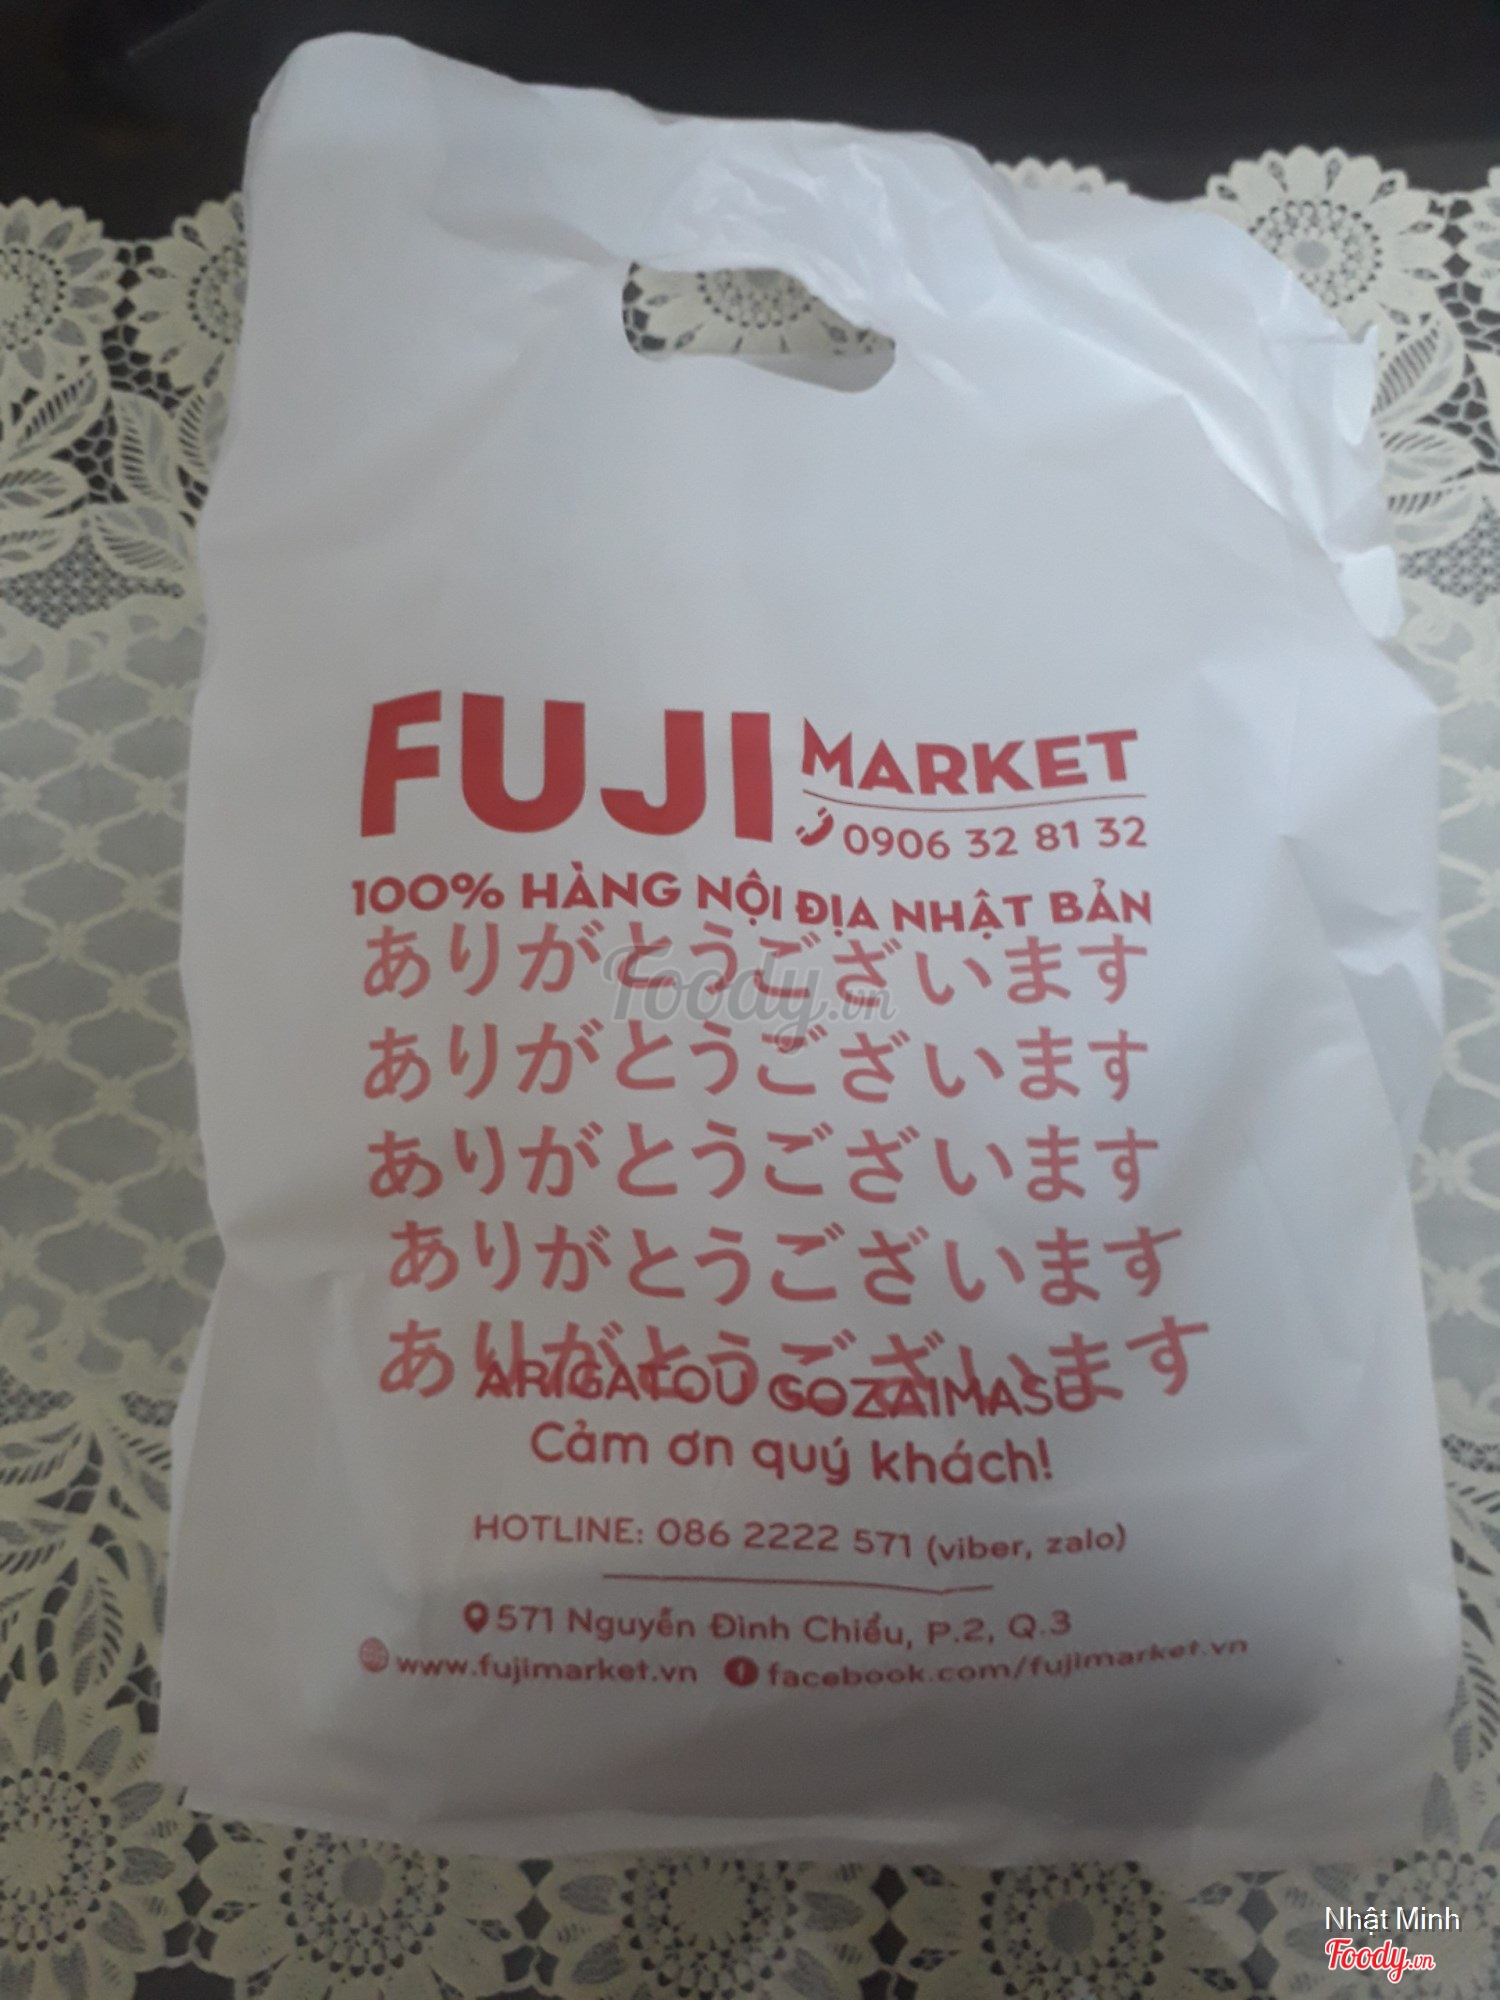 FUJI MARKET
0906 32 81 32
100% HÀNG NỘI ĐỊA NHẬT BẢN
ありがとうございます
Foody.vn
ありがとうございます
ありがとうございます
ありがとうございます
ありがとうございます
ARIGATOU GOZAIMASU
Cảm ơn quý khách!
HOTLINE: 086 2222 571 (viber, zalo)
571 Nguyễn Đình Chiểu, P.2, Q.3
www.fujimarket.vn facebook.com/fujimarket.vn
Nhật Minh
Foody.vn